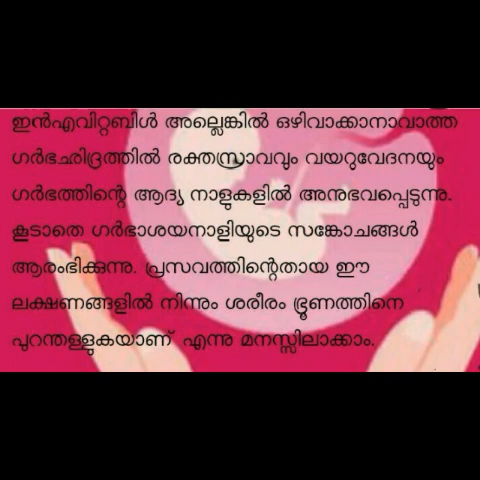 ഇൻഎവിറ്റബിൾ അല്ലെങ്കിൽ ഒഴിവാക്കാനാവാത്ത
ഗർഭഛിദ്രത്തിൽ രക്തസ്രാവവും വയറുവേദനയും
ഗർഭത്തിന്റെ ആദ്യ നാളുകളിൽ അനുഭവപ്പെടുന്നു.
കൂടാതെ ഗർഭാശയനാളിയുടെ സങ്കോചങ്ങൾ
ആരംഭിക്കുന്നു. പ്രസവത്തിന്റെതായ ഈ
ലക്ഷണങ്ങളിൽ നിന്നും ശരീരം ഭ്രൂണത്തിനെ
പുറന്തള്ളുകയാണ് എന്നു മനസ്സിലാക്കാം.